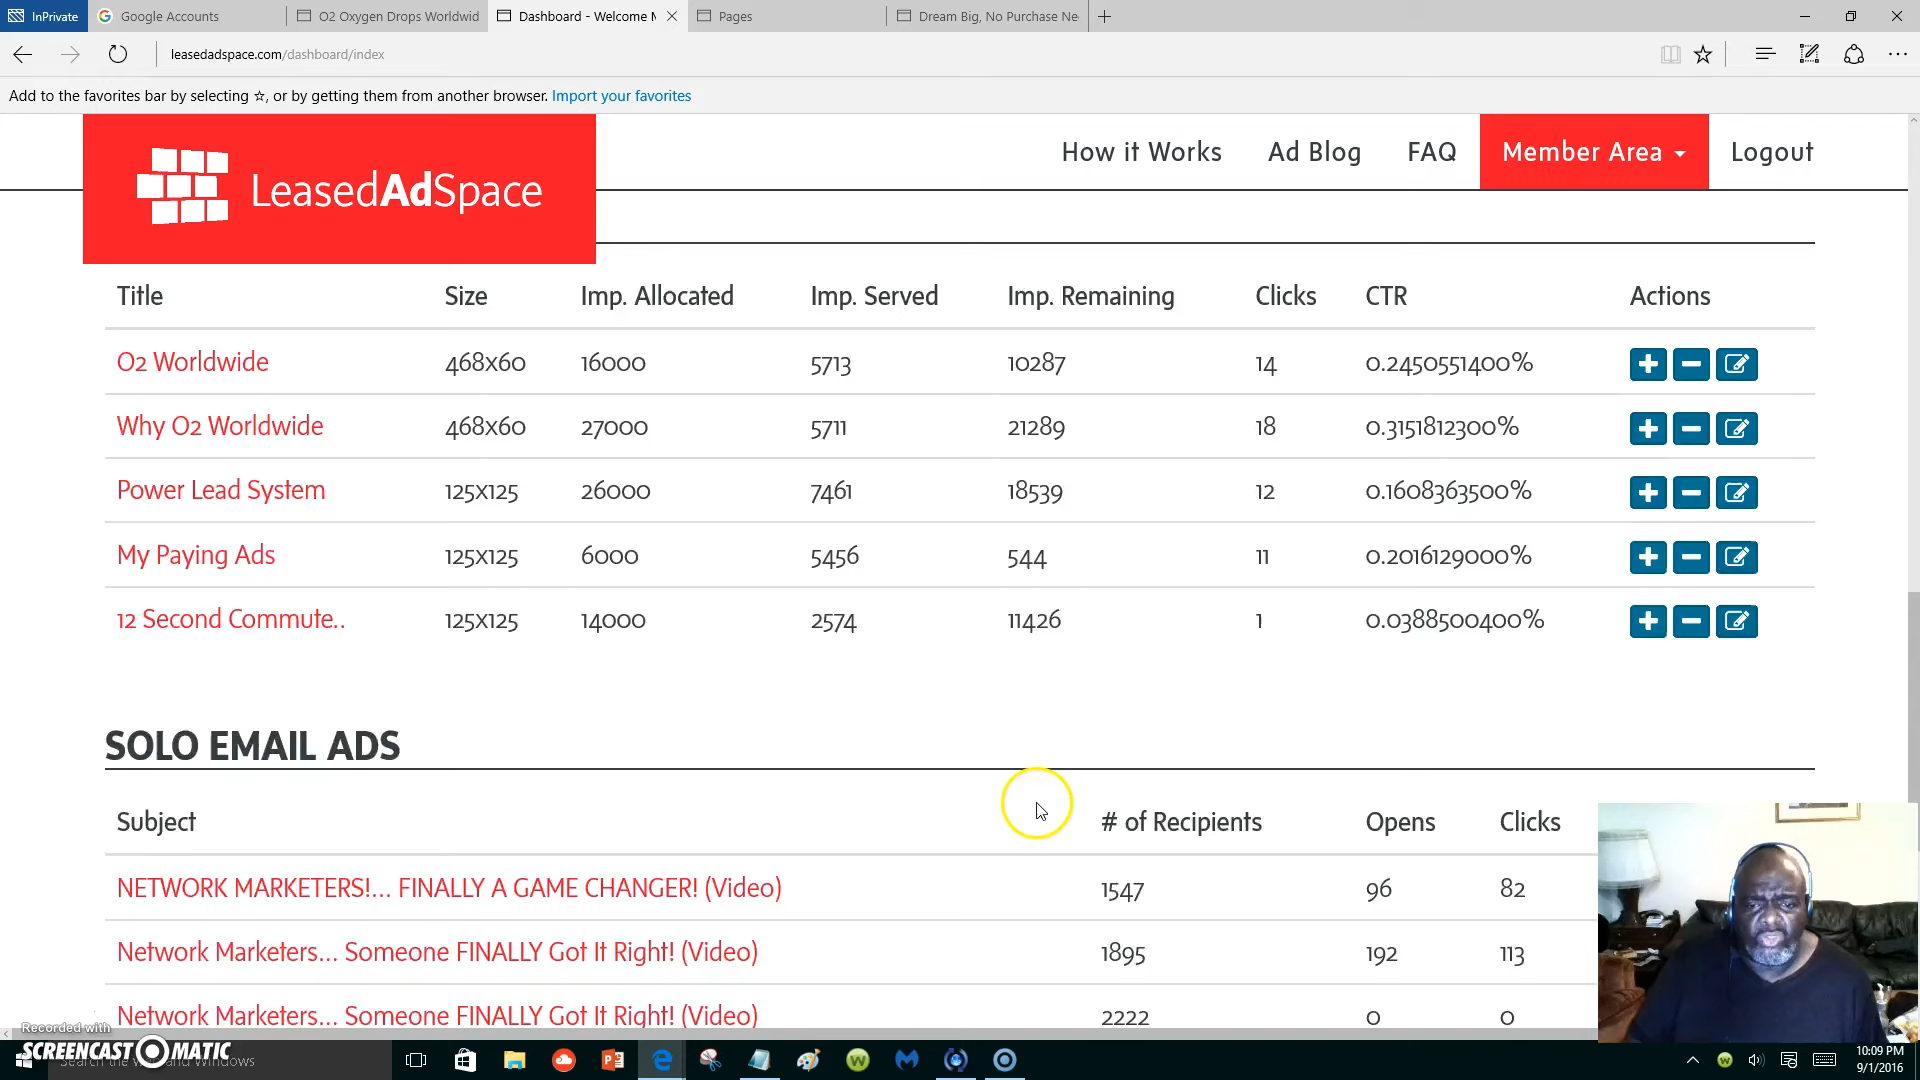 InPrivate
Google Accounts
O2 Oxygen Drops Worldwid
Dashboard - Welcome M
Pages
Dream Big, No Purchase Ne
leasedadspace.com/dashboard/index
Add to the favorites bar by selecting ☆, or by getting them from another browser. Import your favorites
LeasedAdSpace
How it Works Ad Blog FAQ Member Area Logout
Title Size Imp. Allocated Imp. Served Imp. Remaining Clicks CTR Actions
O2 Worldwide 468x60 16000 5713 10287 14 0.2450551400%
Why O2 Worldwide 468x60 27000 5711 21289 18 0.3151812300%
Power Lead System 125x125 26000 7461 18539 12 0.1608363500%
My Paying Ads 125x125 6000 5456 544 11 0.2016129000%
12 Second Commute.. 125x125 14000 2574 11426 1 0.0388500400%
SOLO EMAIL ADS
Subject # of Recipients Opens Clicks
NETWORK MARKETERS!... FINALLY A GAME CHANGER! (Video) 1547 96 82
Network Marketers... Someone FINALLY Got It Right! (Video) 1895 192 113
Network Marketers... Someone FINALLY Got It Right! (Video) 2222 0 0
Recorded with
SCREENCAST O MATIC
Search the web and Windows
10:09 PM
9/1/2016